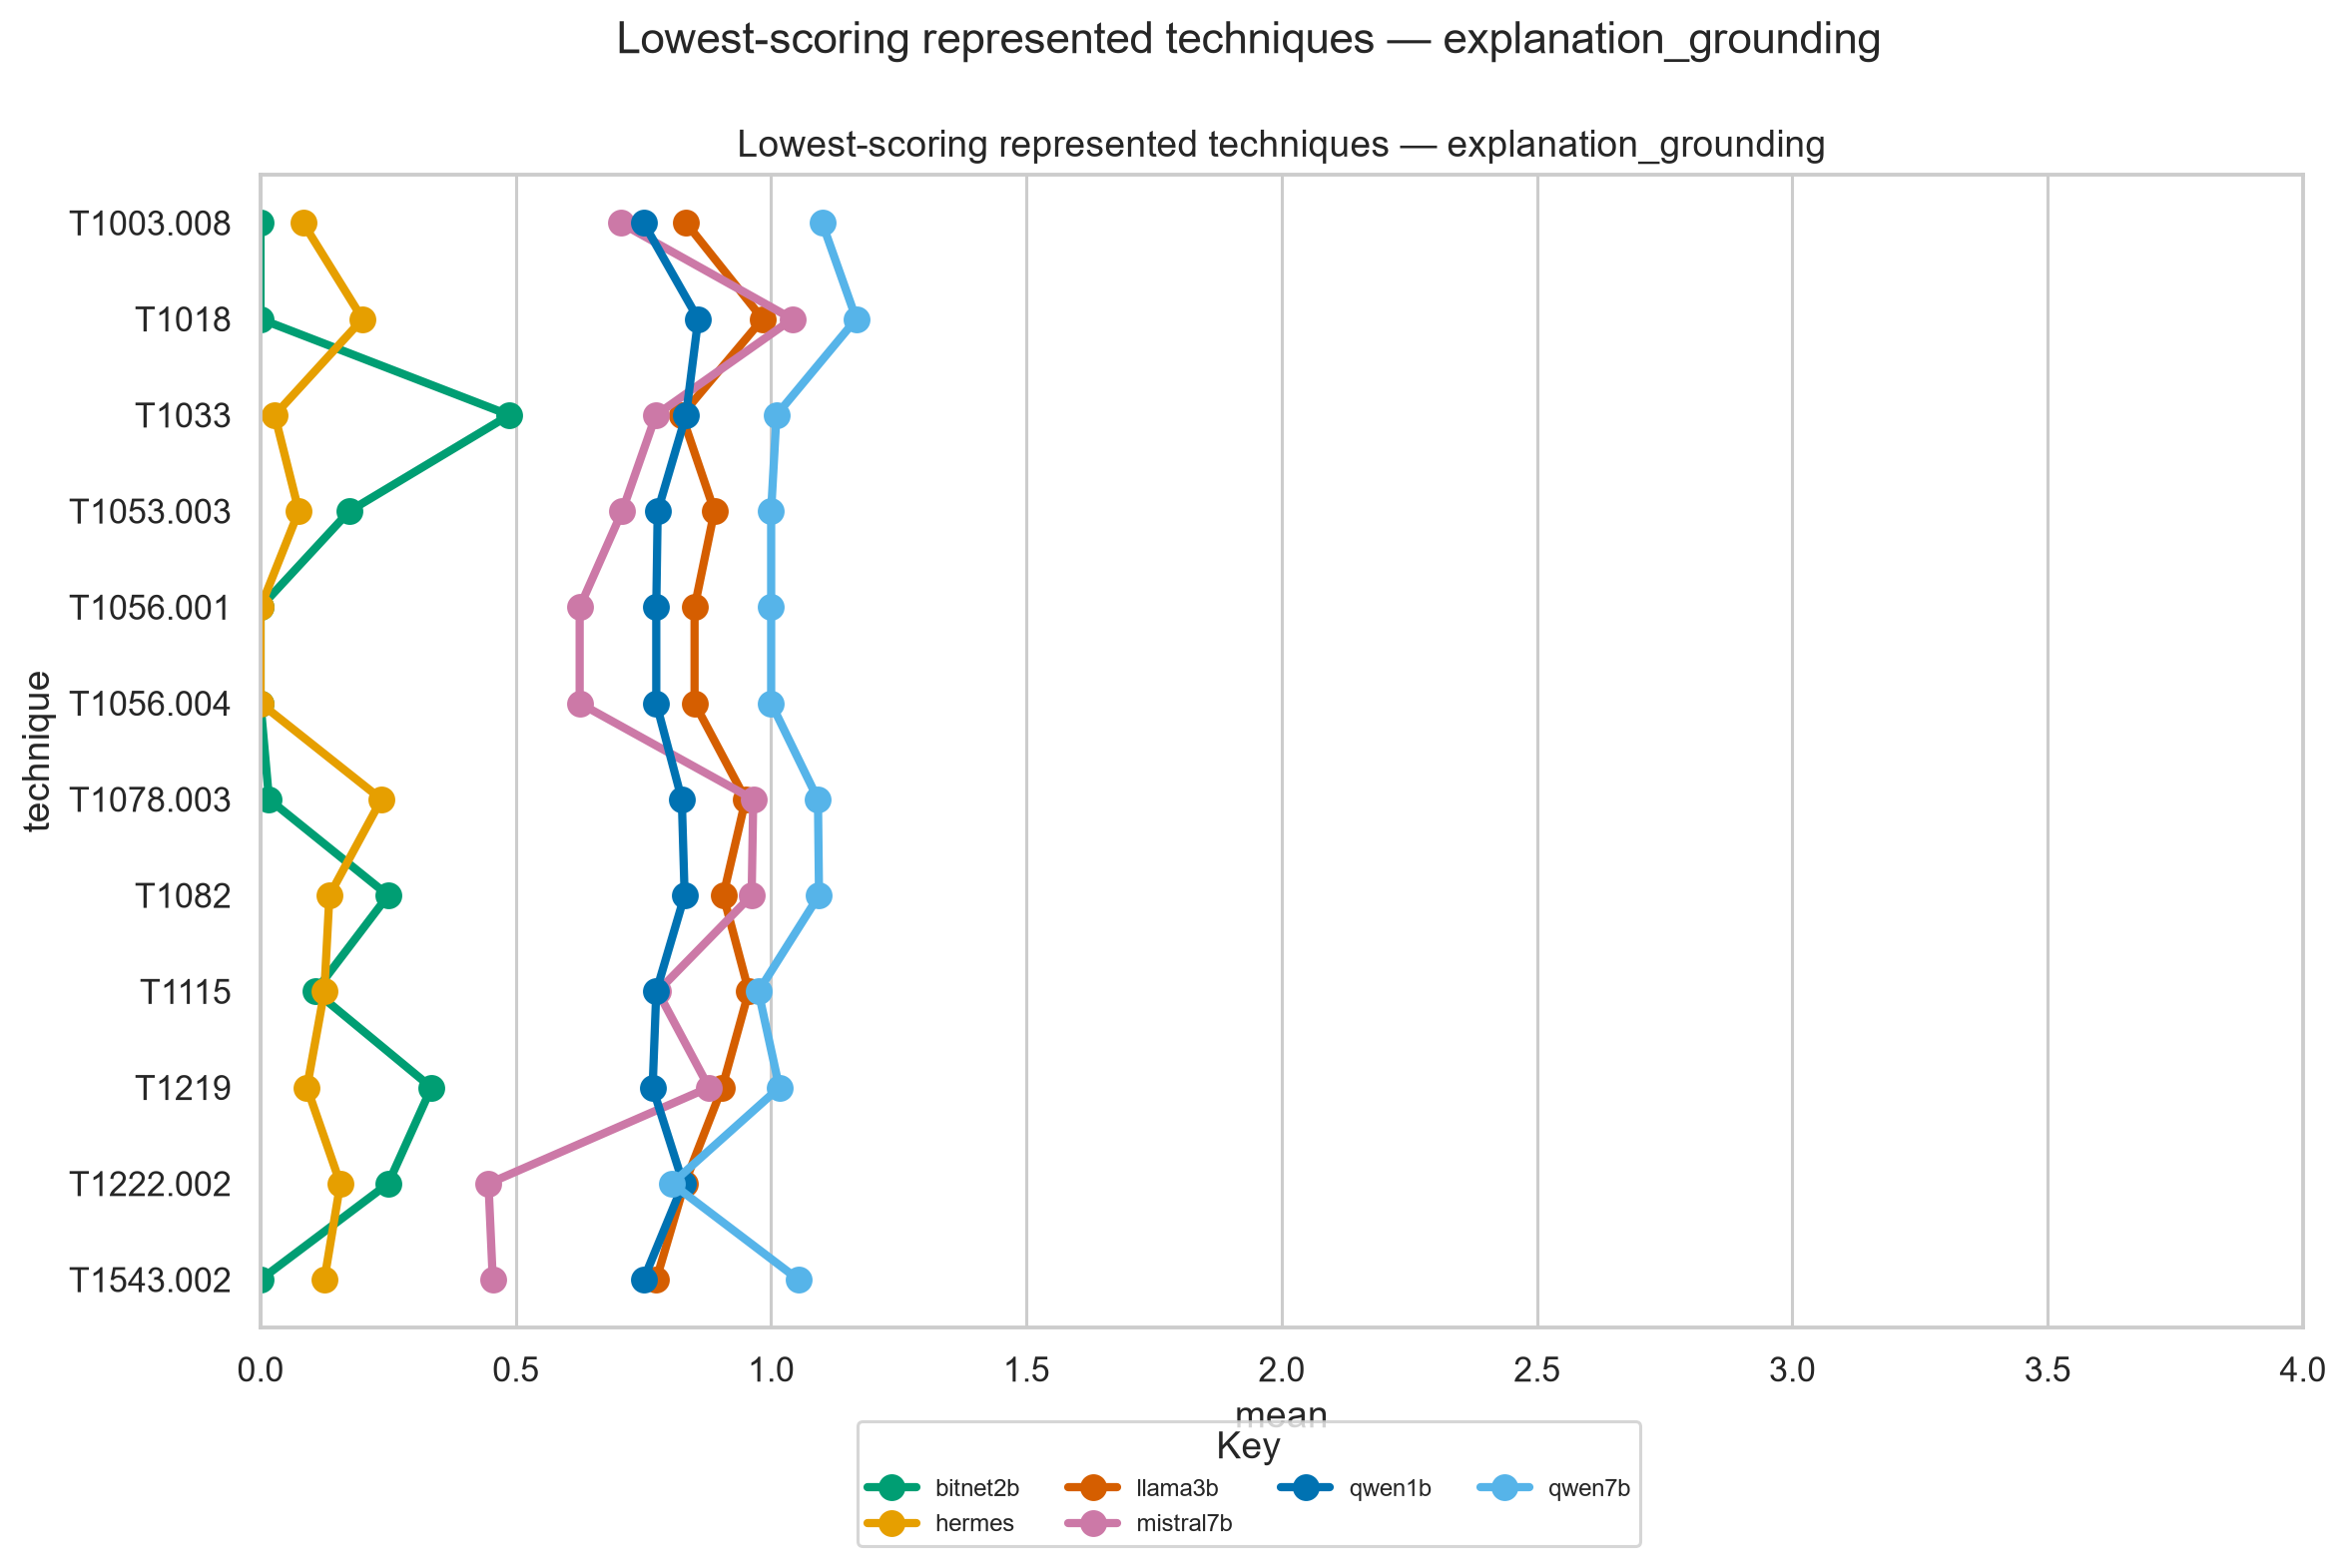 Lowest-scoring represented techniques — explanation_grounding
Lowest-scoring represented techniques — explanation_grounding
technique
T1003.008
T1018
T1033
T1053.003
T1056.001
T1056.004
T1078.003
T1082
T1115
T1219
T1222.002
T1543.002
0.0 0.5 1.0 1.5 2.0 2.5 3.0 3.5 4.0
mean
Key
bitnet2b llama3b qwen1b qwen7b
hermes mistral7b